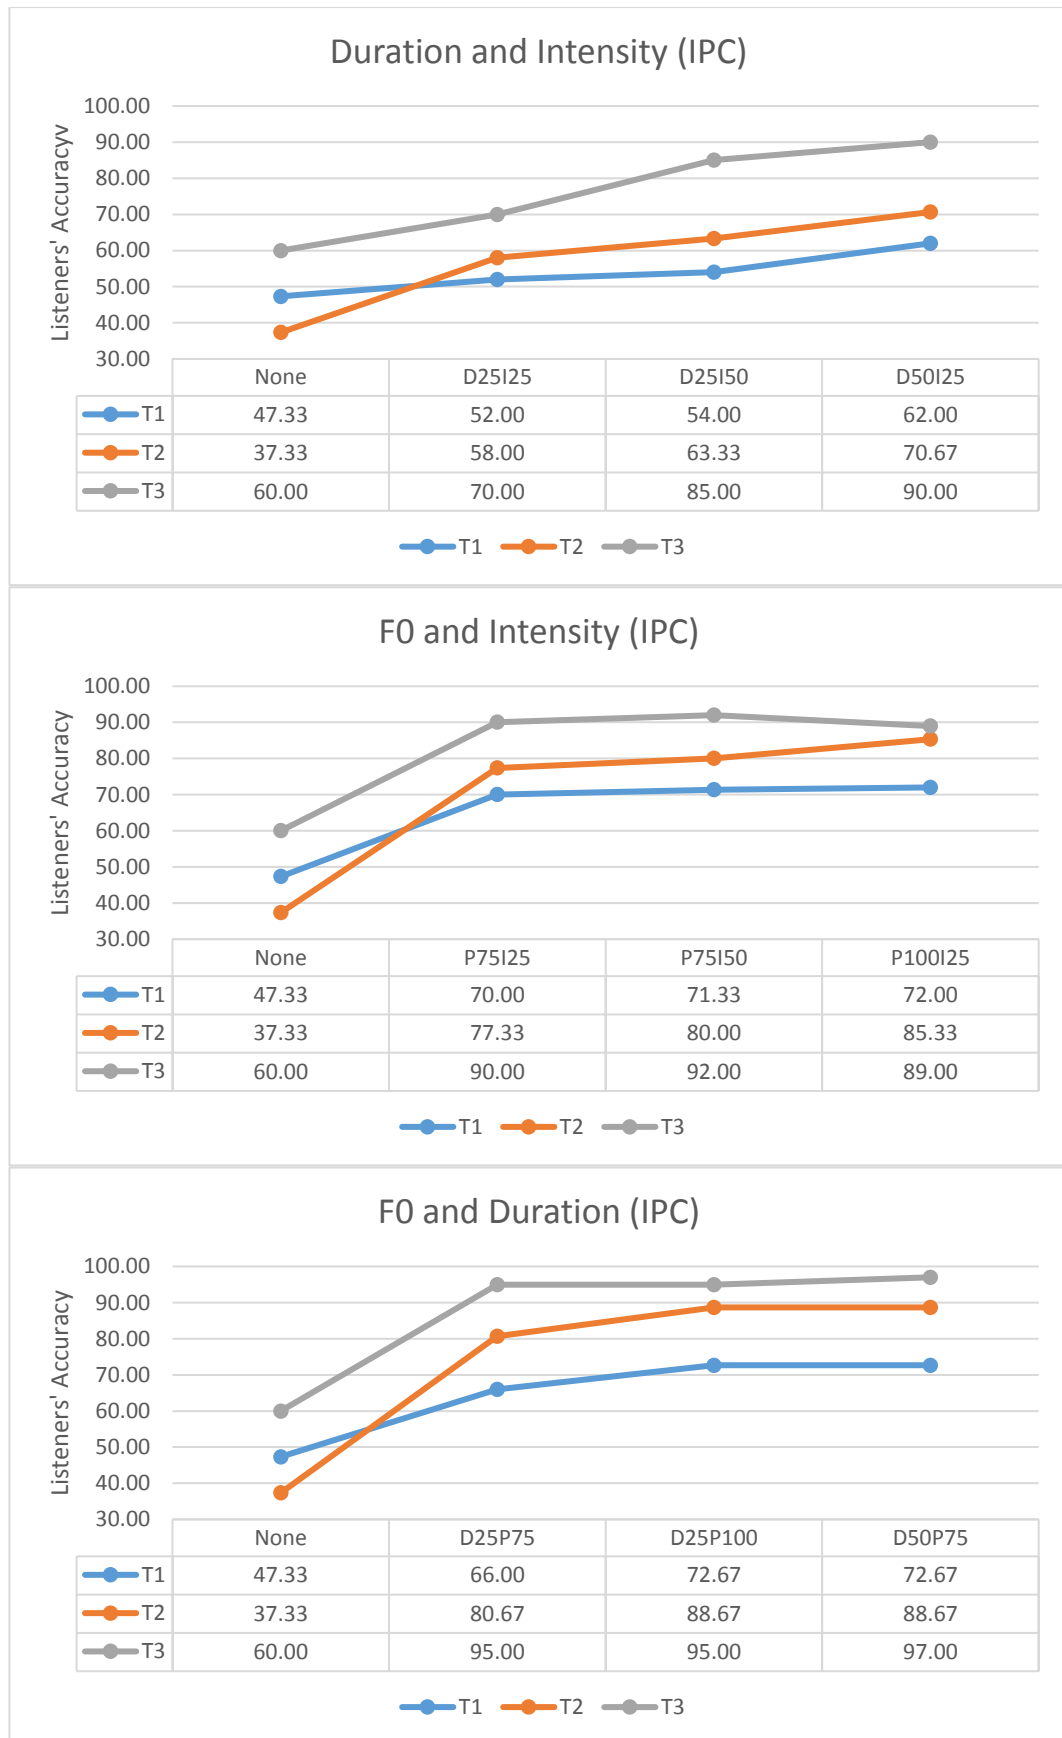 Duration and Intensity (IPC)
Listeners' Accuracyv
100.00
90.00
80.00
70.00
60.00
50.00
40.00
30.00
None D25I25 D25I50 D50I25
T1 47.33 52.00 54.00 62.00
T2 37.33 58.00 63.33 70.67
T3 60.00 70.00 85.00 90.00
T1 T2 T3
F0 and Intensity (IPC)
Listeners' Accuracy
100.00
90.00
80.00
70.00
60.00
50.00
40.00
30.00
None P75I25 P75I50 P100I25
T1 47.33 70.00 71.33 72.00
T2 37.33 77.33 80.00 85.33
T3 60.00 90.00 92.00 89.00
T1 T2 T3
F0 and Duration (IPC)
Listeners' Accuracy
100.00
90.00
80.00
70.00
60.00
50.00
40.00
30.00
None D25P75 D25P100 D50P75
T1 47.33 66.00 72.67 72.67
T2 37.33 80.67 88.67 88.67
T3 60.00 95.00 95.00 97.00
T1 T2 T3